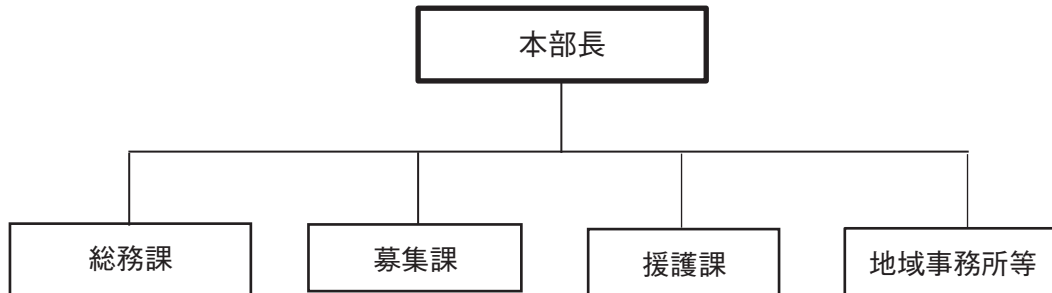 本部長
総務課
募集課
援護課
地域事務所等